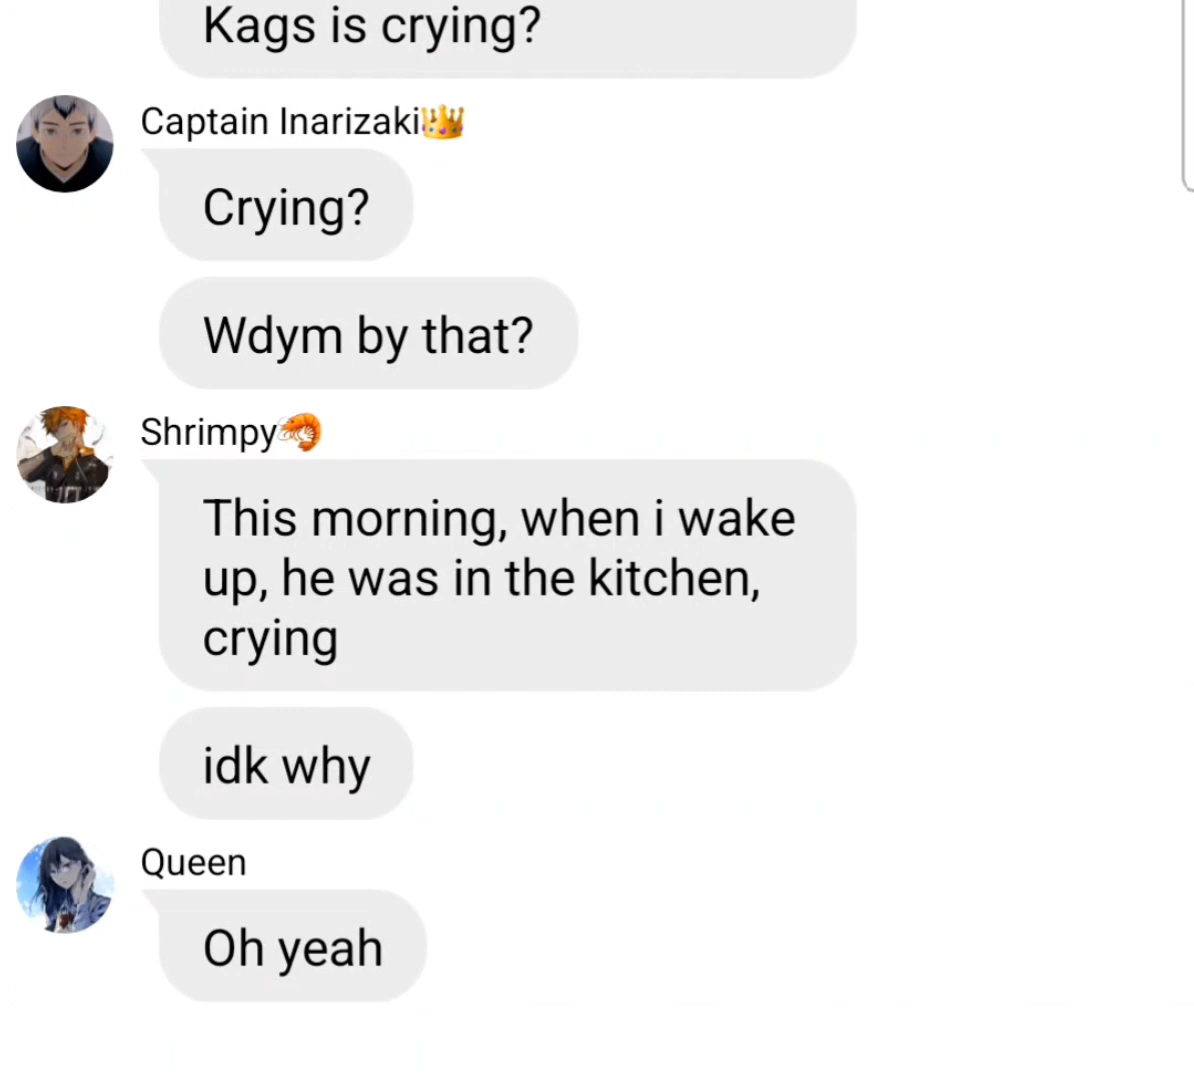 Kags is crying?
Captain Inarizaki👑
Crying?
Wdym by that?
Shrimpy🦐
This morning, when i wake
up, he was in the kitchen,
crying
idk why
Queen
Oh yeah